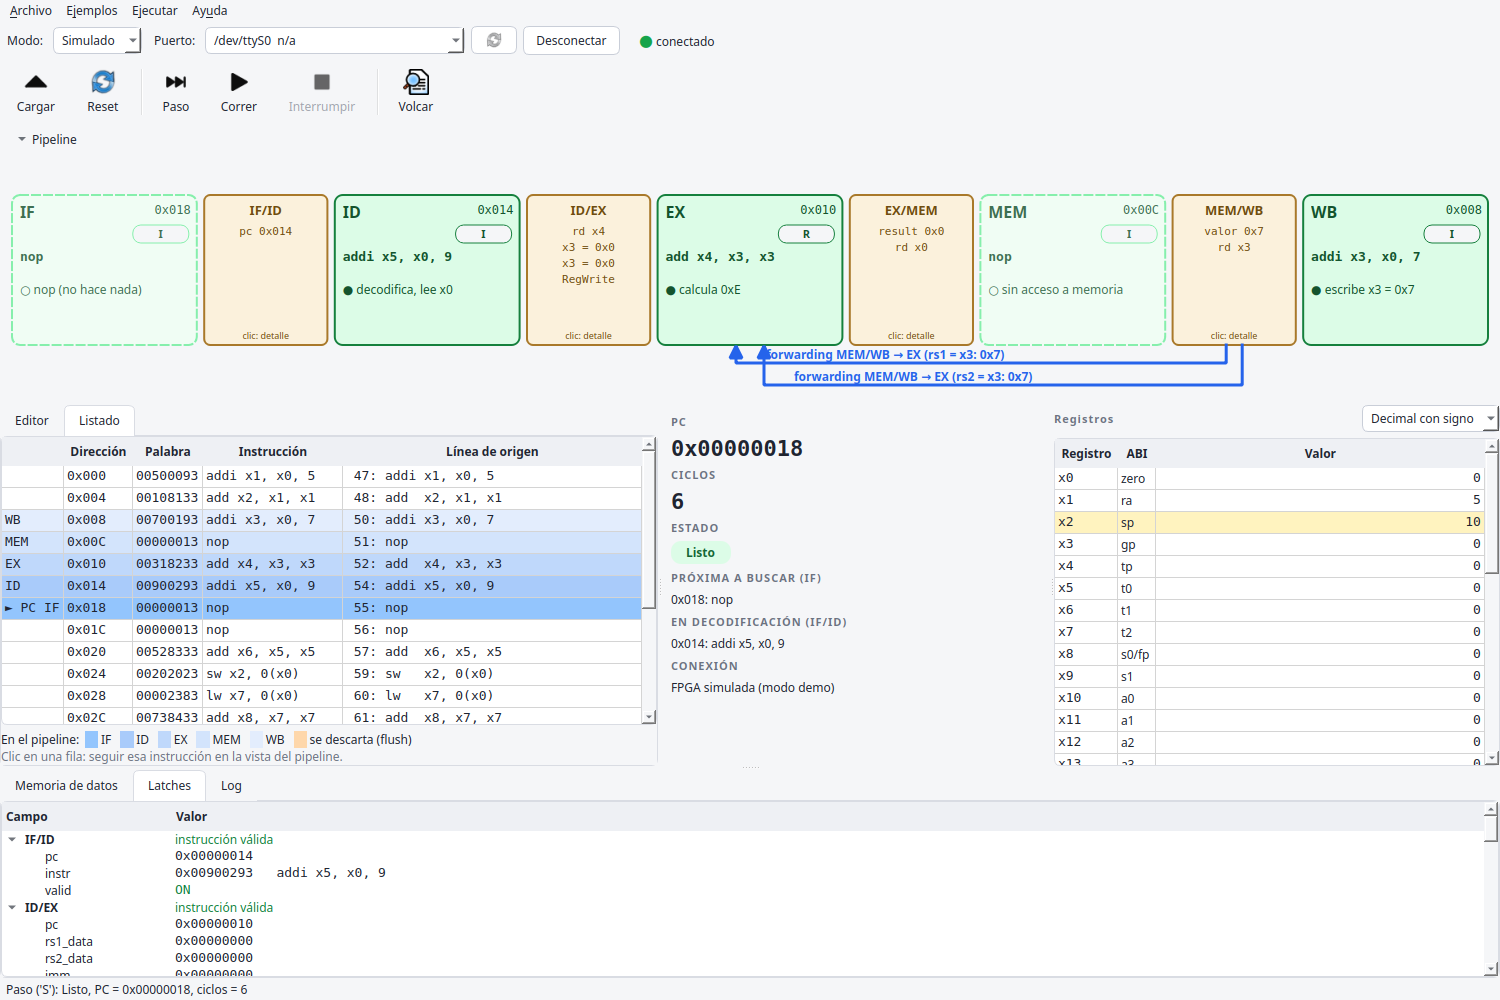 Archivo Ejemplos Ejecutar Ayuda
Modo: Simulado Puerto: /dev/ttyS0 n/a Desconectar conectado
Cargar Reset Paso Correr Interrumpir Volcar
Pipeline
IF 0x018
I
nop
nop (no hace nada)
IF/ID
pc 0x014
clic: detalle
ID 0x014
I
addi x5, x0, 9
decodifica, lee x0
ID/EX
rd x4
x3 = 0x0
x3 = 0x0
RegWrite
clic: detalle
EX 0x010
R
add x4, x3, x3
calcula 0xE
EX/MEM
result 0x0
rd x0
clic: detalle
MEM 0x00C
I
nop
sin acceso a memoria
MEM/WB
valor 0x7
rd x3
clic: detalle
WB 0x008
I
addi x3, x0, 7
escribe x3 = 0x7
forwarding MEM/WB → EX (rs1 = x3: 0x7)
forwarding MEM/WB → EX (rs2 = x3: 0x7)
Editor Listado
Dirección Palabra Instrucción Línea de origen
0x000 00500093 addi x1, x0, 5 47: addi x1, x0, 5
0x004 00108133 add x2, x1, x1 48: add x2, x1, x1
WB 0x008 00700193 addi x3, x0, 7 50: addi x3, x0, 7
MEM 0x00C 00000013 nop 51: nop
EX 0x010 00318233 add x4, x3, x3 52: add x4, x3, x3
ID 0x014 00900293 addi x5, x0, 9 54: addi x5, x0, 9
► PC IF 0x018 00000013 nop 55: nop
0x01C 00000013 nop 56: nop
0x020 00528333 add x6, x5, x5 57: add x6, x5, x5
0x024 00202023 sw x2, 0(x0) 59: sw x2, 0(x0)
0x028 00002383 lw x7, 0(x0) 60: lw x7, 0(x0)
0x02C 00738433 add x8, x7, x7 61: add x8, x7, x7
En el pipeline: IF ID EX MEM WB se descarta (flush)
Clic en una fila: seguir esa instrucción en la vista del pipeline.
PC
0x00000018
CICLOS
6
ESTADO
Listo
PRÓXIMA A BUSCAR (IF)
0x018: nop
EN DECODIFICACIÓN (IF/ID)
0x014: addi x5, x0, 9
CONEXIÓN
FPGA simulada (modo demo)
Registros Decimal con signo
Registro ABI Valor
x0 zero 0
x1 ra 5
x2 sp 10
x3 gp 0
x4 tp 0
x5 t0 0
x6 t1 0
x7 t2 0
x8 s0/fp 0
x9 s1 0
x10 a0 0
x11 a1 0
x12 a2 0
x13 a3 0
Memoria de datos Latches Log
Campo Valor
IF/ID instrucción válida
pc 0x00000014
instr 0x00900293 addi x5, x0, 9
valid ON
ID/EX instrucción válida
pc 0x00000010
rs1_data 0x00000000
rs2_data 0x00000000
imm 0x00000000
Paso ('S'): Listo, PC = 0x00000018, ciclos = 6